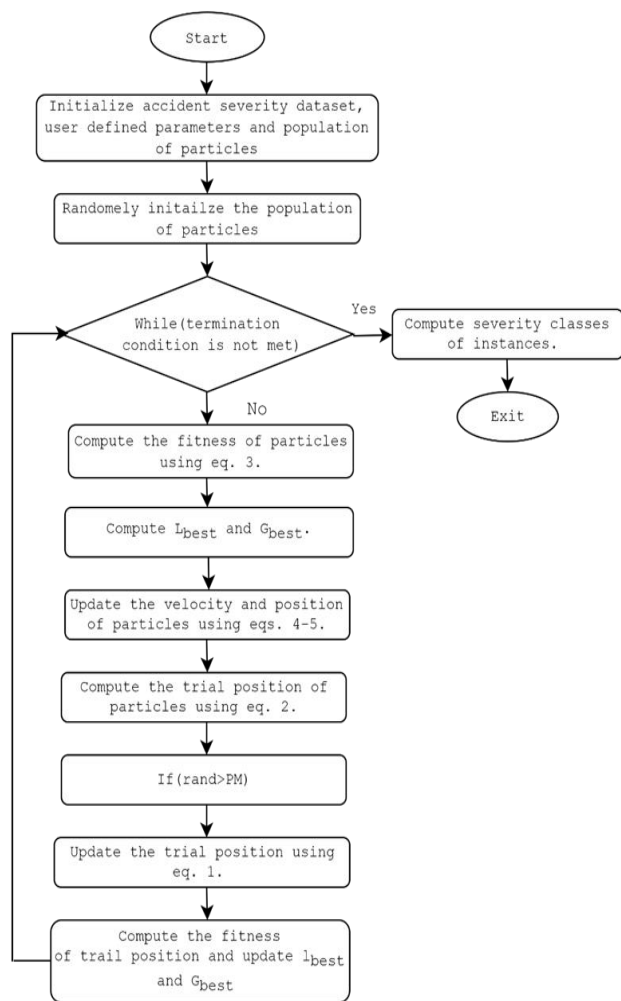 Start
Initialize accident severity dataset,
user defined parameters and population
of particles
Randomely initailze the population
of particles
While(termination
condition is not met)
Yes
Compute severity classes
of instances.
Exit
No
Compute the fitness of particles
using eq. 3.
Compute Lbest and Gbest.
Update the velocity and position
of particles using eqs. 4-5.
Compute the trial position of
particles using eq. 2.
If(rand>PM)
Update the trial position using
eq. 1.
Compute the fitness
of trail position and update lbest
and Gbest